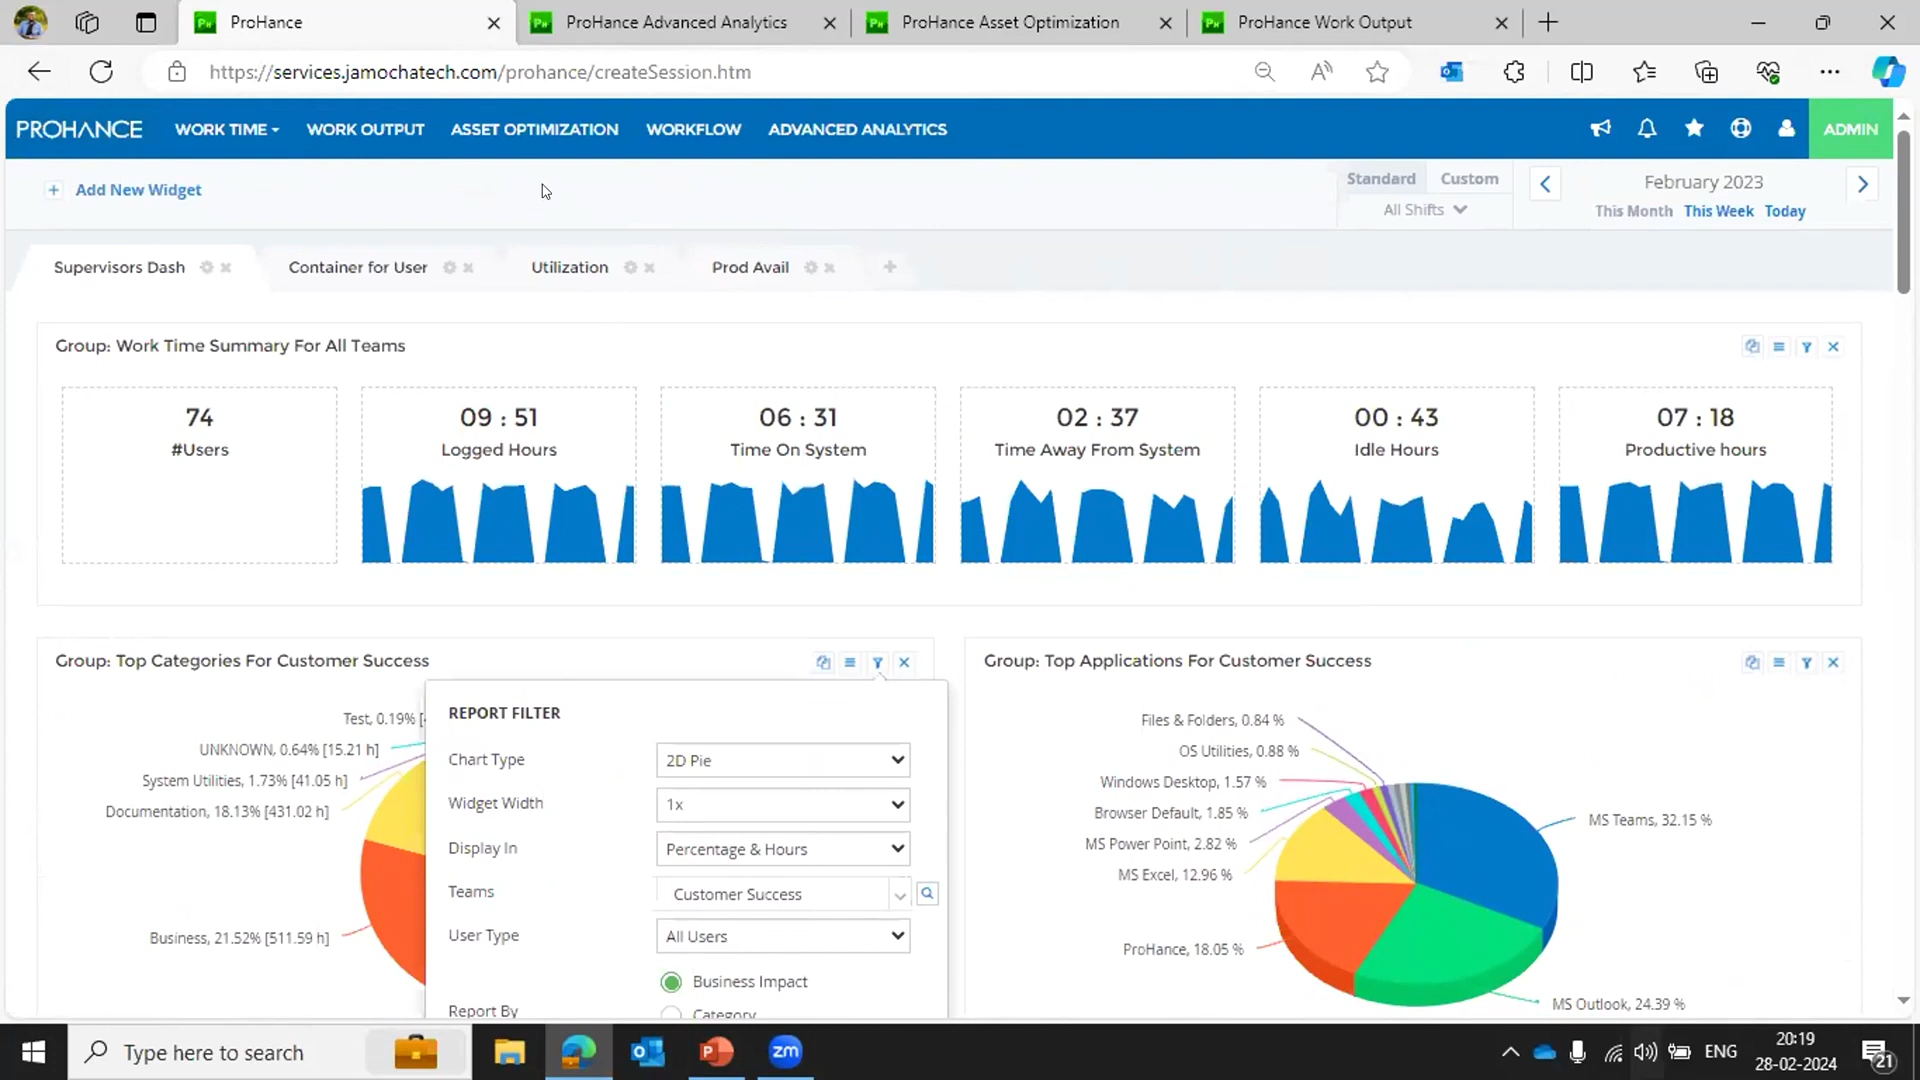 ProHance
ProHance Advanced Analytics
ProHance Asset Optimization
ProHance Work Output
https://services.jamochatech.com/prohance/createSession.htm
PROHANCE WORK TIME WORK OUTPUT ASSET OPTIMIZATION WORKFLOW ADVANCED ANALYTICS ADMIN
+ Add New Widget
Standard Custom
All Shifts
February 2023
This Month This Week Today
Supervisors Dash
Container for User
Utilization
Prod Avail
Group: Work Time Summary For All Teams
74
#Users
09 : 51
Logged Hours
06 : 31
Time On System
02 : 37
Time Away From System
00 : 43
Idle Hours
07 : 18
Productive hours
Group: Top Categories For Customer Success
Test, 0.19% [
UNKNOWN, 0.64% [15.21 h]
System Utilities, 1.73% [41.05 h]
Documentation, 18.13% [431.02 h]
Business, 21.52% [511.59 h]
REPORT FILTER
Chart Type 2D Pie
Widget Width 1x
Display In Percentage & Hours
Teams Customer Success
User Type All Users
Business Impact
Report By
Category
Group: Top Applications For Customer Success
Files & Folders, 0.84 %
OS Utilities, 0.88 %
Windows Desktop, 1.57 %
Browser Default, 1.85 %
MS Power Point, 2.82 %
MS Excel, 12.96 %
ProHance, 18.05 %
MS Teams, 32.15 %
MS Outlook, 24.39 %
Type here to search
zm
ENG
20:19
28-02-2024
21